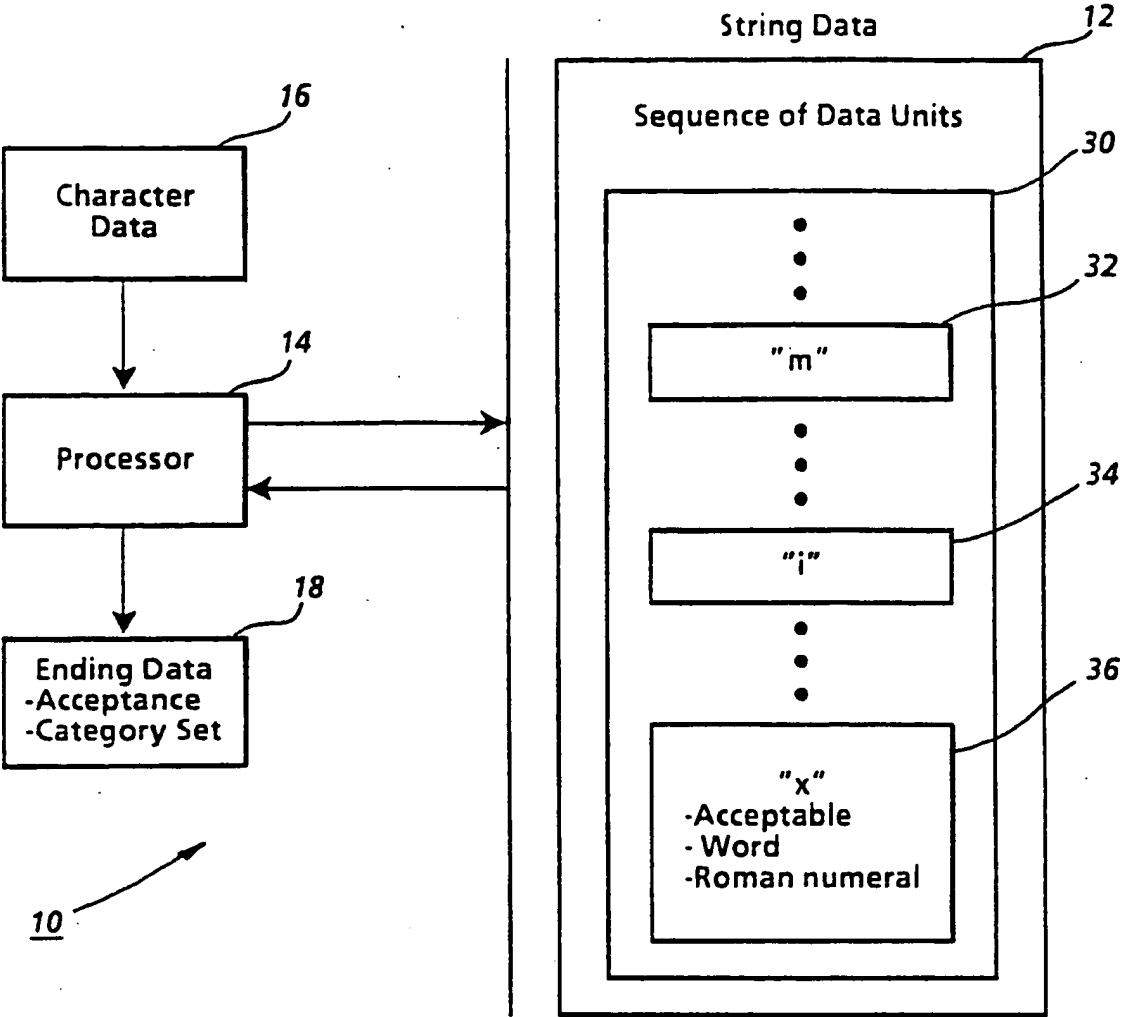 String Data
12
Sequence of Data Units
16
30
Character
Data
32
"m"
14
Processor
34
"i"
18
Ending Data
-Acceptance
-Category Set
36
"x"
-Acceptable
- Word
-Roman numeral
10